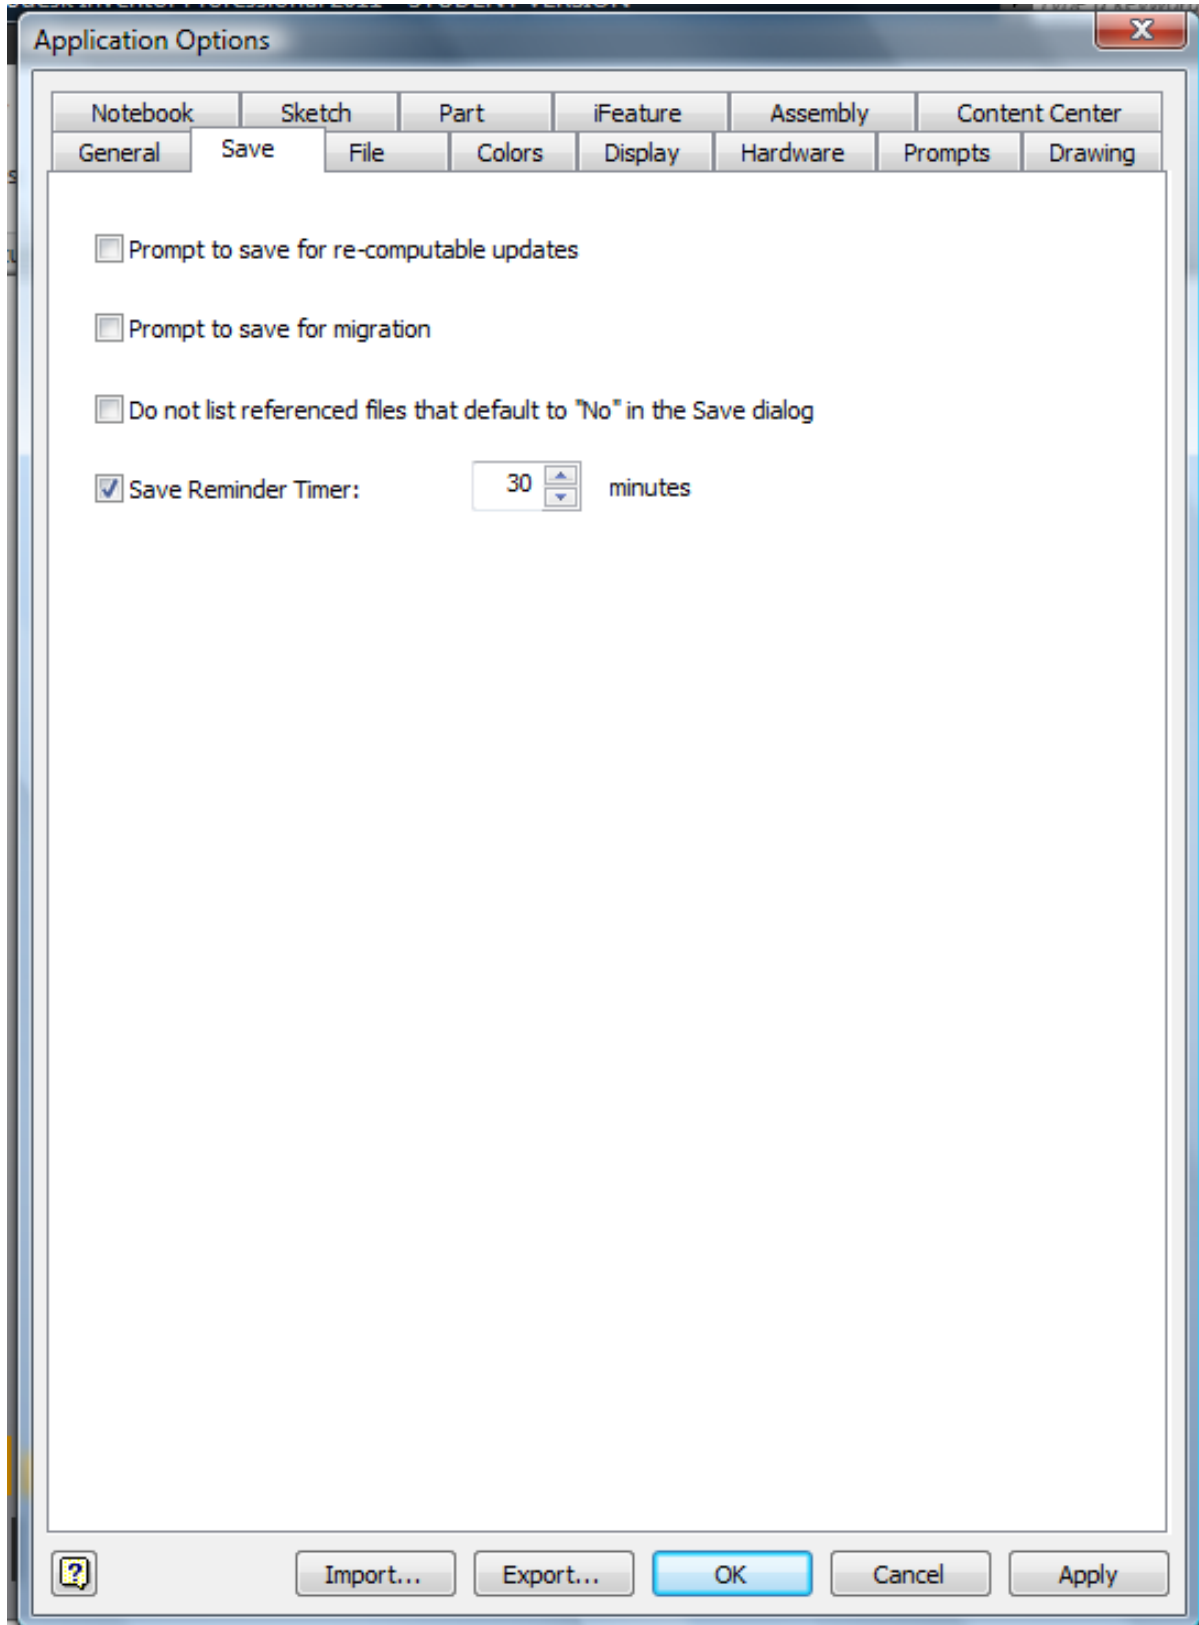 Application Options
X
Notebook Sketch Part iFeature Assembly Content Center
General Save File Colors Display Hardware Prompts Drawing
Prompt to save for re-computable updates
Prompt to save for migration
Do not list referenced files that default to "No" in the Save dialog
Save Reminder Timer: 30 minutes
? Import... Export... OK Cancel Apply